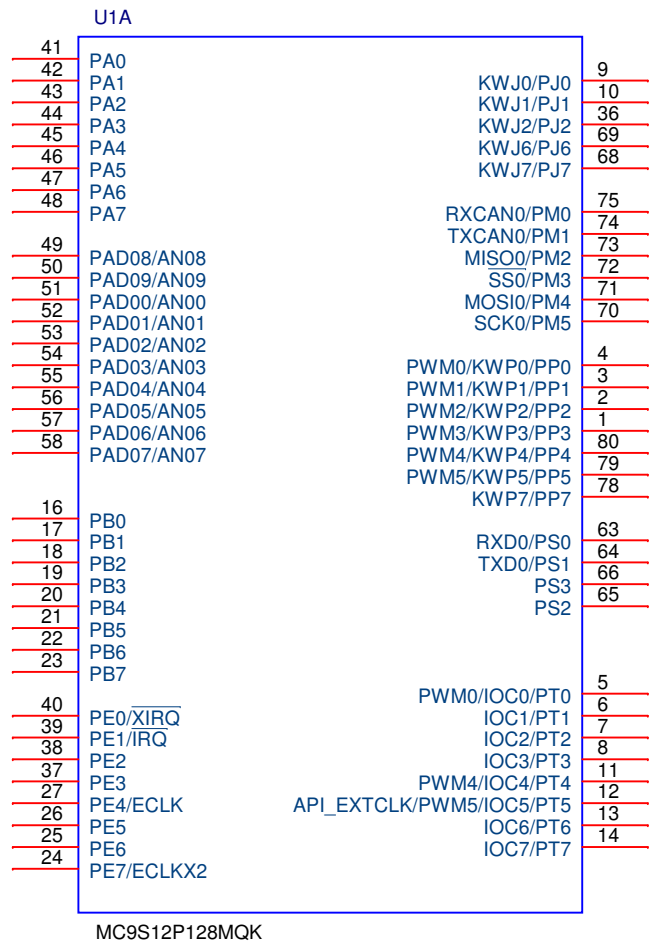 U1A
41 PA0
42 PA1
43 PA2
44 PA3
45 PA4
46 PA5
47 PA6
48 PA7
49 PAD08/AN08
50 PAD09/AN09
51 PAD00/AN00
52 PAD01/AN01
53 PAD02/AN02
54 PAD03/AN03
55 PAD04/AN04
56 PAD05/AN05
57 PAD06/AN06
58 PAD07/AN07
16 PB0
17 PB1
18 PB2
19 PB3
20 PB4
21 PB5
22 PB6
23 PB7
40 PE0/XIRQ
39 PE1/IRQ
38 PE2
37 PE3
27 PE4/ECLK
26 PE5
25 PE6
24 PE7/ECLKX2
KWJ0/PJ0 9
KWJ1/PJ1 10
KWJ2/PJ2 36
KWJ6/PJ6 69
KWJ7/PJ7 68
RXCAN0/PM0 75
TXCAN0/PM1 74
MISO0/PM2 73
SS0/PM3 72
MOSI0/PM4 71
SCK0/PM5 70
PWM0/KWP0/PP0 4
PWM1/KWP1/PP1 3
PWM2/KWP2/PP2 2
PWM3/KWP3/PP3 1
PWM4/KWP4/PP4 80
PWM5/KWP5/PP5 79
KWP7/PP7 78
RXD0/PS0 63
TXD0/PS1 64
PS3 66
PS2 65
PWM0/IOC0/PT0 5
IOC1/PT1 6
IOC2/PT2 7
IOC3/PT3 8
PWM4/IOC4/PT4 11
API_EXTCLK/PWM5/IOC5/PT5 12
IOC6/PT6 13
IOC7/PT7 14
MC9S12P128MQK